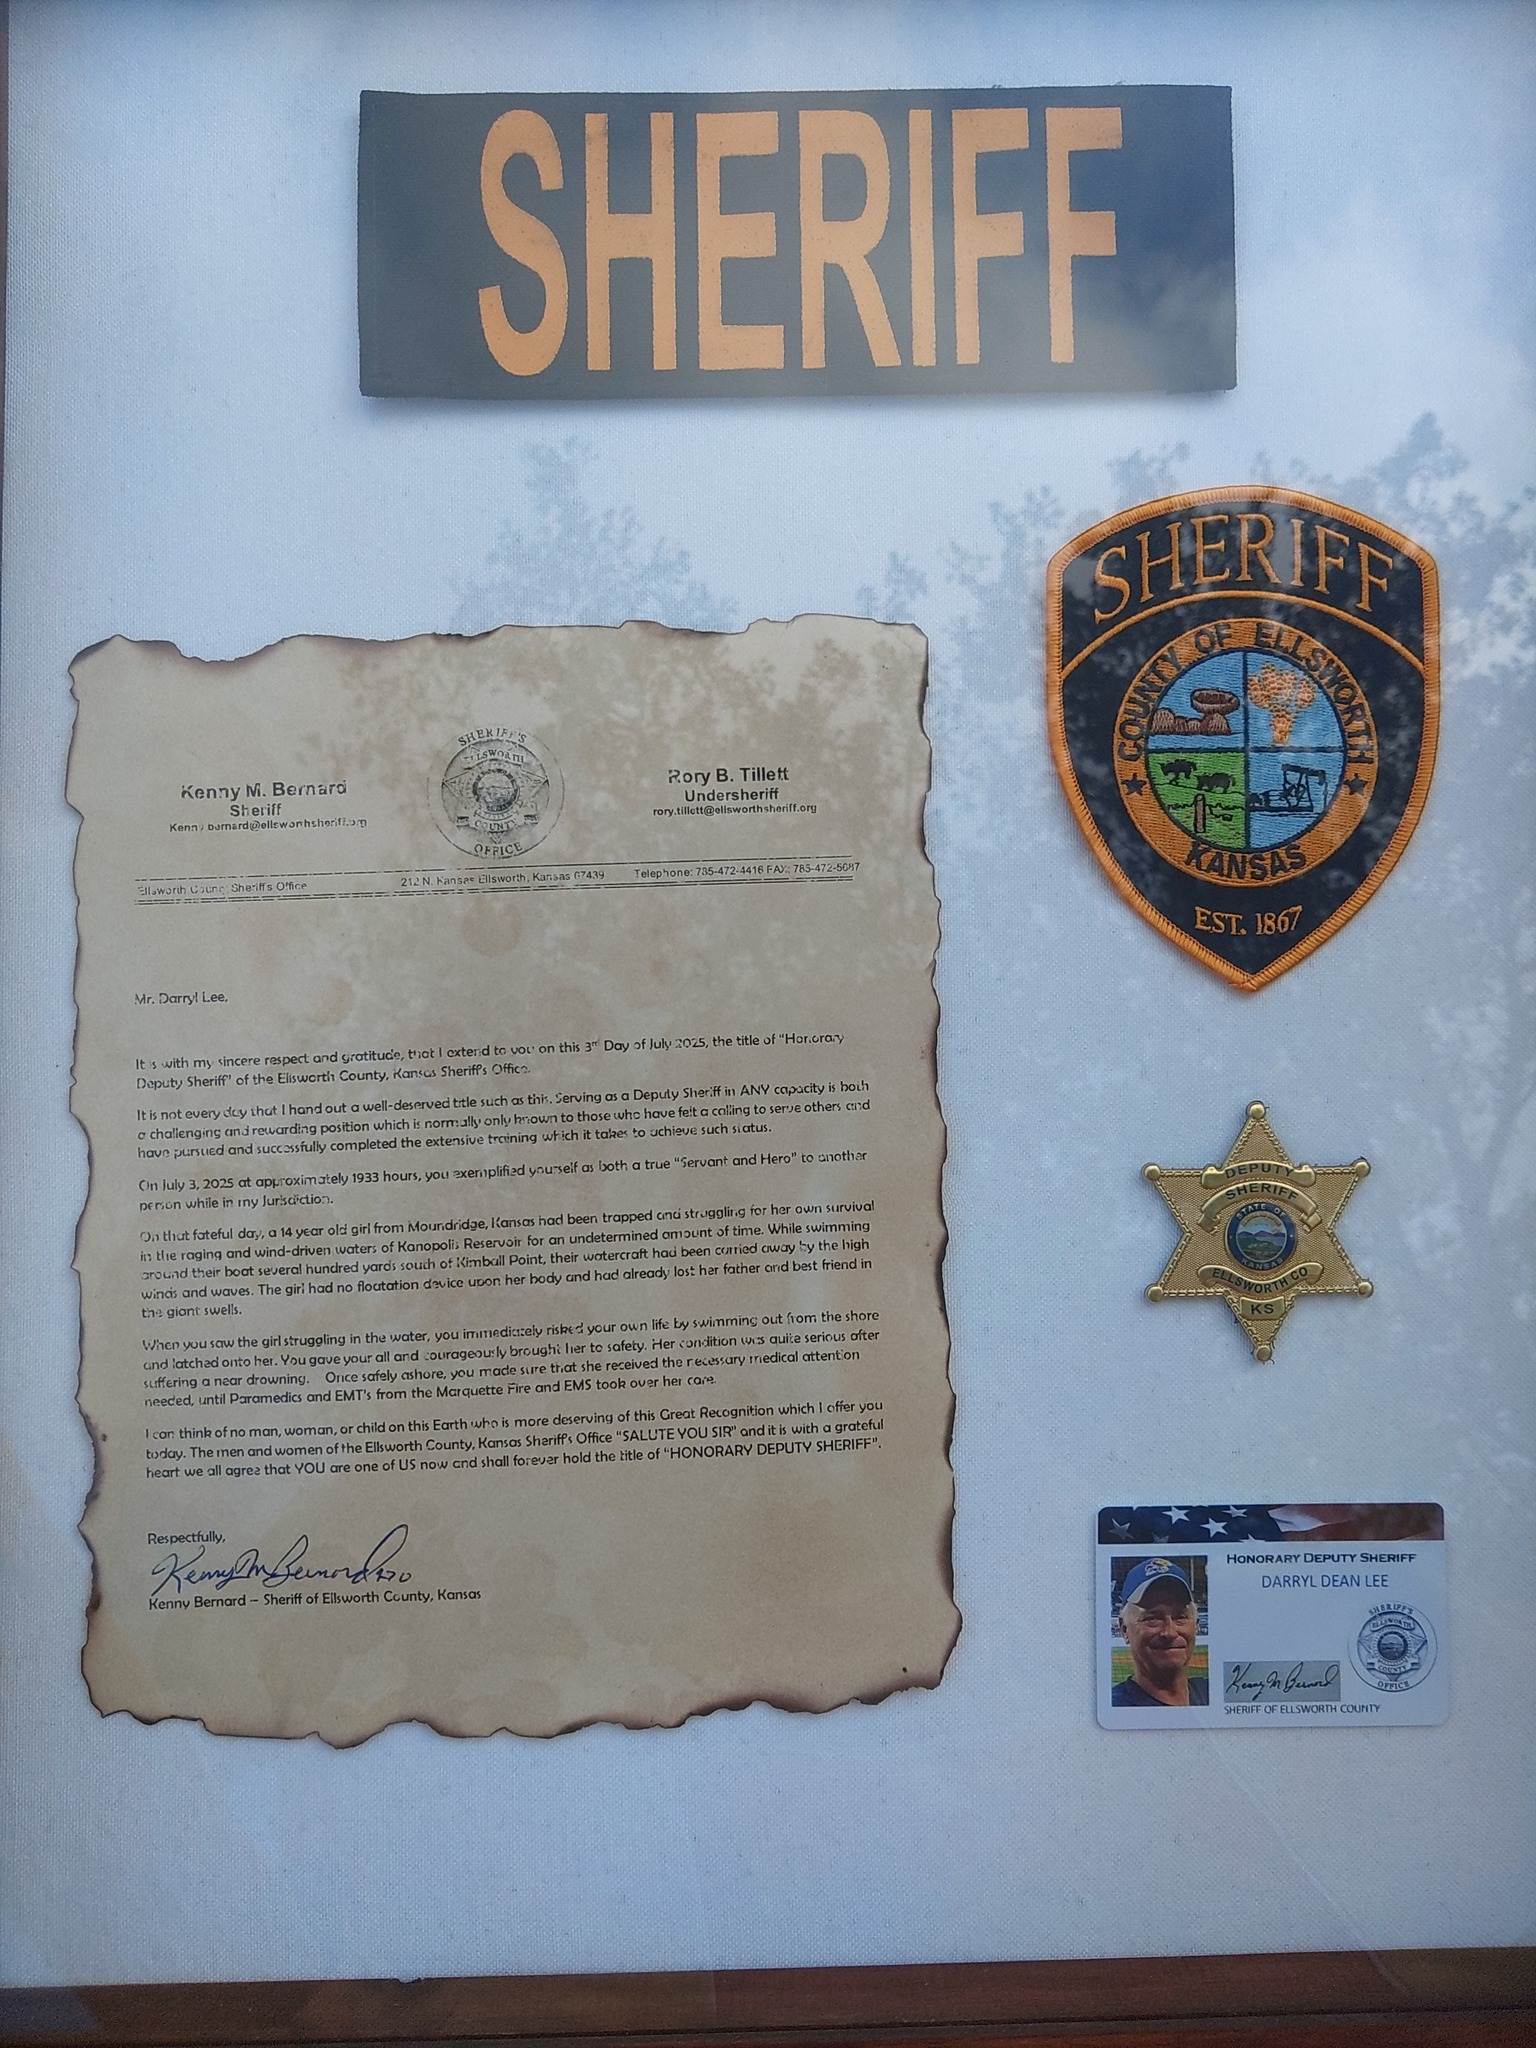 SHERIFF
SHERIFF
COUNTY OF ELLSWORTH
KANSAS
EST. 1867
Kenny M. Bernard
Sheriff
Kenny.bernard@ellsworthsheriff.org
SHERIFF'S
ELLSWORTH
COUNTY
OFFICE
Rory B. Tillett
Undersheriff
rory.tillett@ellsworthsheriff.org
Ellsworth County Sheriff's Office 212 N. Kansas Ellsworth, Kansas 67439 Telephone: 785-472-4416 FAX: 785-472-5087
Mr. Darryl Lee,
It is with my sincere respect and gratitude, that I extend to you on this 3rd Day of July 2025, the title of "Honorary
Deputy Sheriff" of the Ellsworth County, Kansas Sheriff's Office.
It is not every day that I hand out a well-deserved title such as this. Serving as a Deputy Sheriff in ANY capacity is both
a challenging and rewarding position which is normally only known to those who have felt a calling to serve others and
have pursued and successfully completed the extensive training which it takes to achieve such status.
On July 3, 2025 at approximately 1933 hours, you exemplified yourself as both a true "Servant and Hero" to another
person while in my Jurisdiction.
On that fateful day, a 14 year old girl from Moundridge, Kansas had been trapped and struggling for her own survival
in the raging and wind-driven waters of Kanopolis Reservoir for an undetermined amount of time. While swimming
around their boat several hundred yards south of Kimball Point, their watercraft had been carried away by the high
winds and waves. The girl had no floatation device upon her body and had already lost her father and best friend in
the giant swells.
When you saw the girl struggling in the water, you immediately risked your own life by swimming out from the shore
and latched onto her. You gave your all and courageously brought her to safety. Her condition was quite serious after
suffering a near drowning. Once safely ashore, you made sure that she received the necessary medical attention
needed, until Paramedics and EMT's from the Marquette Fire and EMS took over her care.
I can think of no man, woman, or child on this Earth who is more deserving of this Great Recognition which I offer you
today. The men and women of the Ellsworth County, Kansas Sheriff's Office "SALUTE YOU SIR" and it is with a grateful
heart we all agree that YOU are one of US now and shall forever hold the title of "HONORARY DEPUTY SHERIFF".
Respectfully,
Kenny M Bernard
Kenny Bernard – Sheriff of Ellsworth County, Kansas
DEPUTY
SHERIFF
STATE OF
KANSAS
ELLSWORTH CO
KS
HONORARY DEPUTY SHERIFF
DARRYL DEAN LEE
SHERIFF'S
ELLSWORTH
COUNTY
OFFICE
Kenny M Bernard
SHERIFF OF ELLSWORTH COUNTY